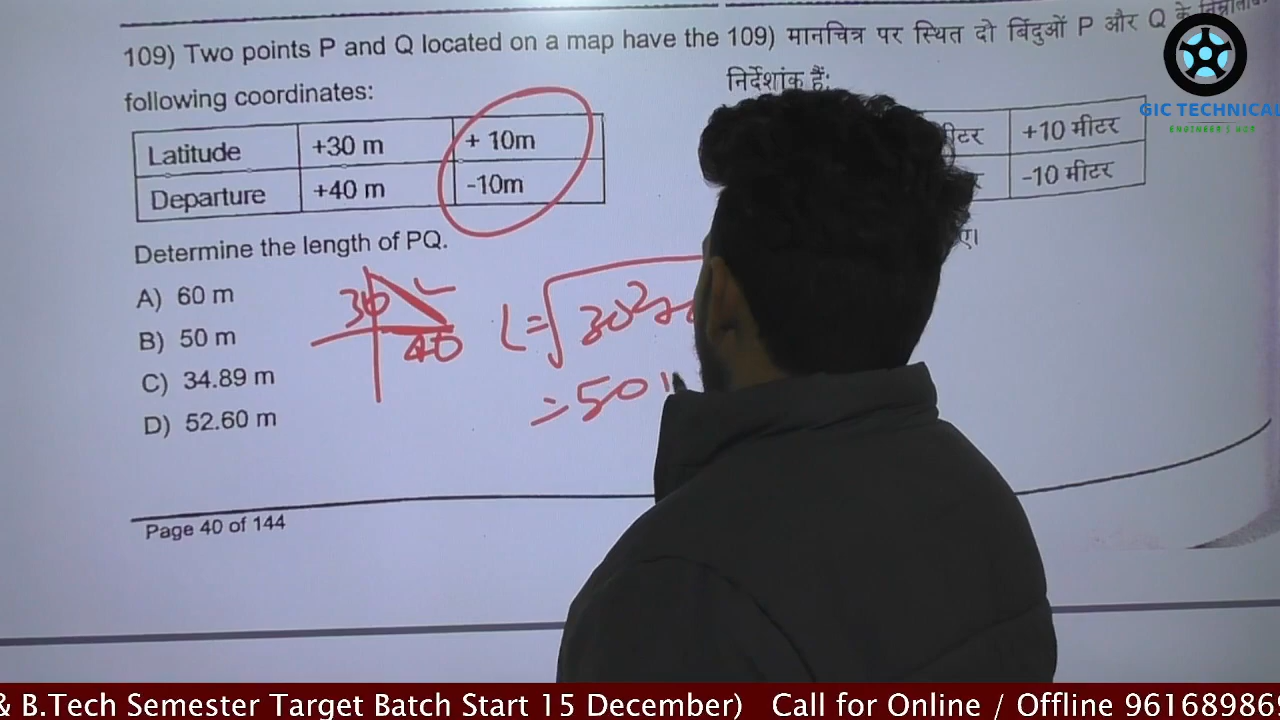 109) Two points P and Q located on a map have the
following coordinates:
Latitude +30 m + 10m
Departure +40 m -10m
Determine the length of PQ.
A) 60 m
B) 50 m
C) 34.89 m
D) 52.60 m
30 L
40
L = √30²+
= 50
Page 40 of 144
109) मानचित्र पर स्थित दो बिंदुओं P और Q के
निर्देशांक हैं:
+10 मीटर
-10 मीटर
GIC TECHNICAL
ENGINEER'S HUB
& B.Tech Semester Target Batch Start 15 December) Call for Online / Offline 961689869